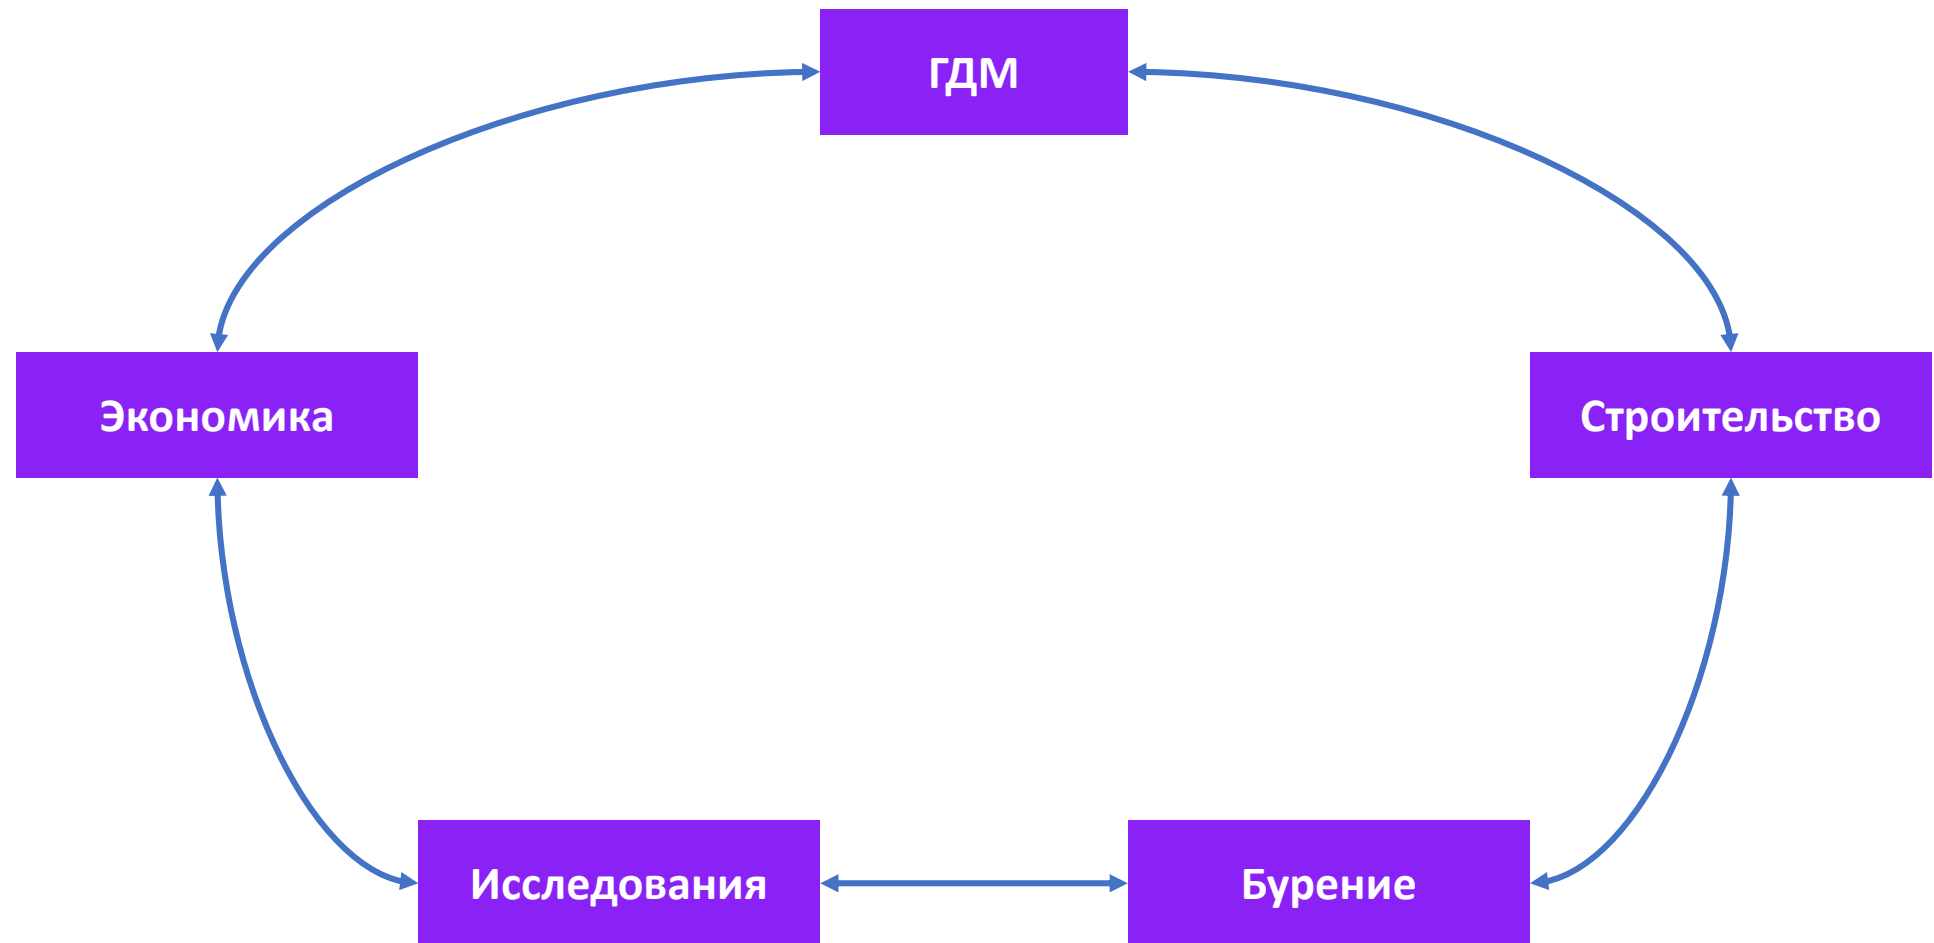 ГДМ
Экономика
Строительство
Исследования
Бурение